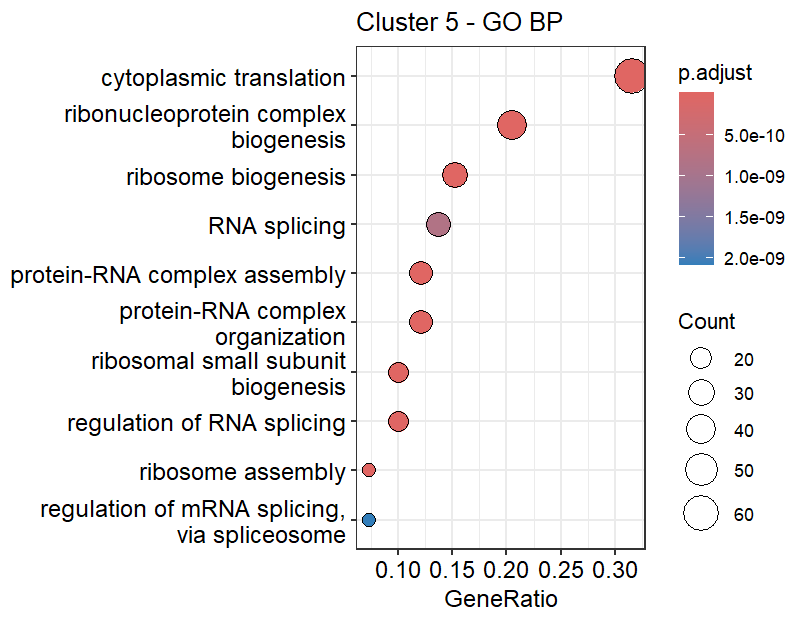 Cluster 5 - GO BP
cytoplasmic translation
ribonucleoprotein complex
biogenesis
ribosome biogenesis
RNA splicing
protein-RNA complex assembly
protein-RNA complex
organization
ribosomal small subunit
biogenesis
regulation of RNA splicing
ribosome assembly
regulation of mRNA splicing,
via spliceosome
0.10 0.15 0.20 0.25 0.30
GeneRatio
p.adjust
5.0e-10
1.0e-09
1.5e-09
2.0e-09
Count
20
30
40
50
60